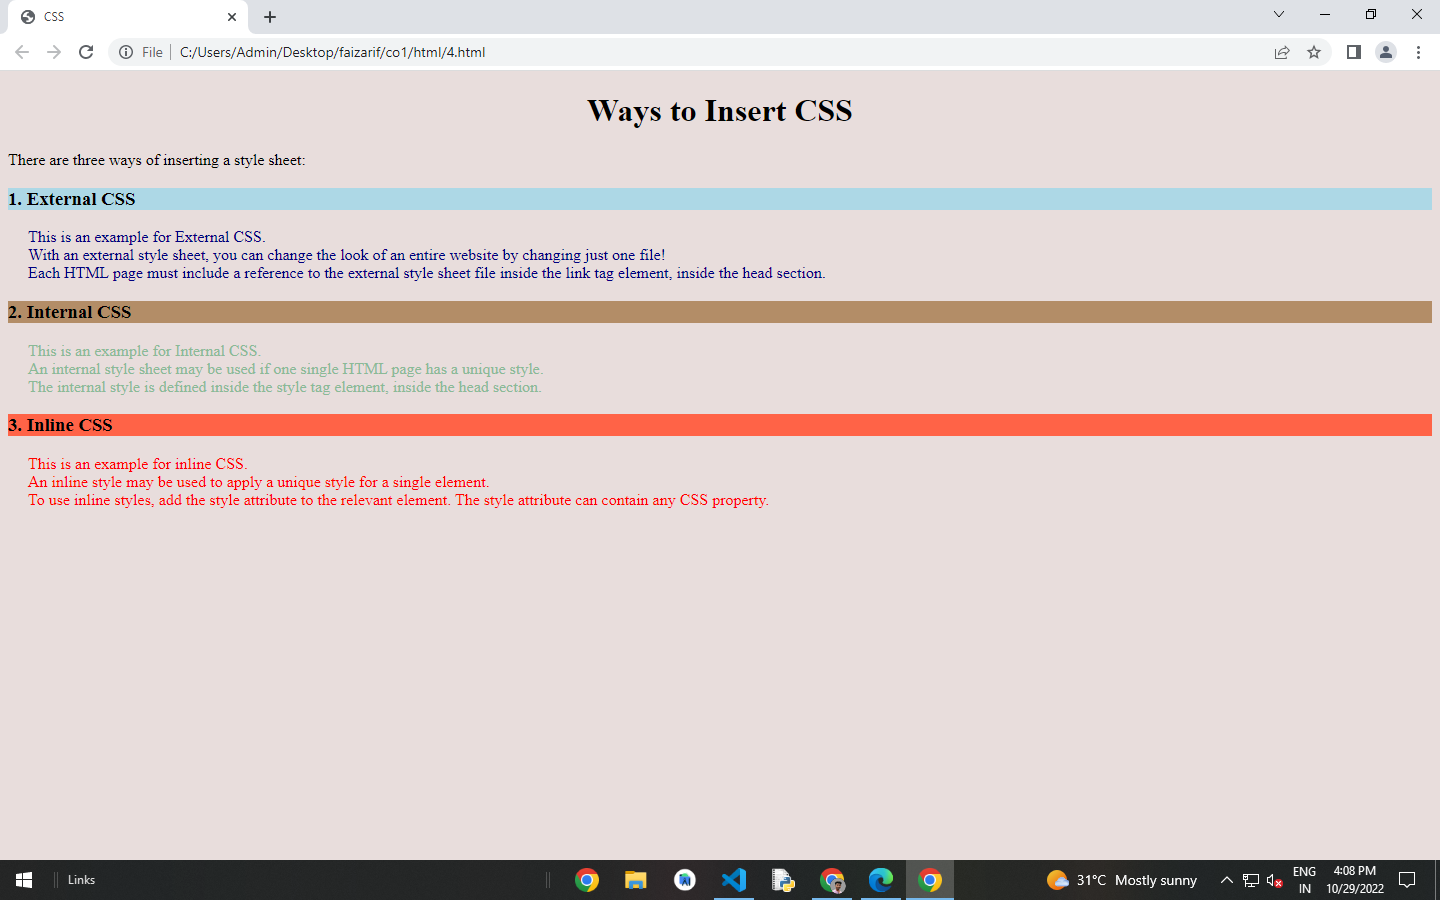 CSS
File
C:/Users/Admin/Desktop/faizarif/co1/html/4.html
Ways to Insert CSS
There are three ways of inserting a style sheet:
1. External CSS
This is an example for External CSS.
With an external style sheet, you can change the look of an entire website by changing just one file!
Each HTML page must include a reference to the external style sheet file inside the link tag element, inside the head section.
2. Internal CSS
This is an example for Internal CSS.
An internal style sheet may be used if one single HTML page has a unique style.
The internal style is defined inside the style tag element, inside the head section.
3. Inline CSS
This is an example for inline CSS.
An inline style may be used to apply a unique style for a single element.
To use inline styles, add the style attribute to the relevant element. The style attribute can contain any CSS property.
Links
31°C Mostly sunny
ENG
IN
4:08 PM
10/29/2022